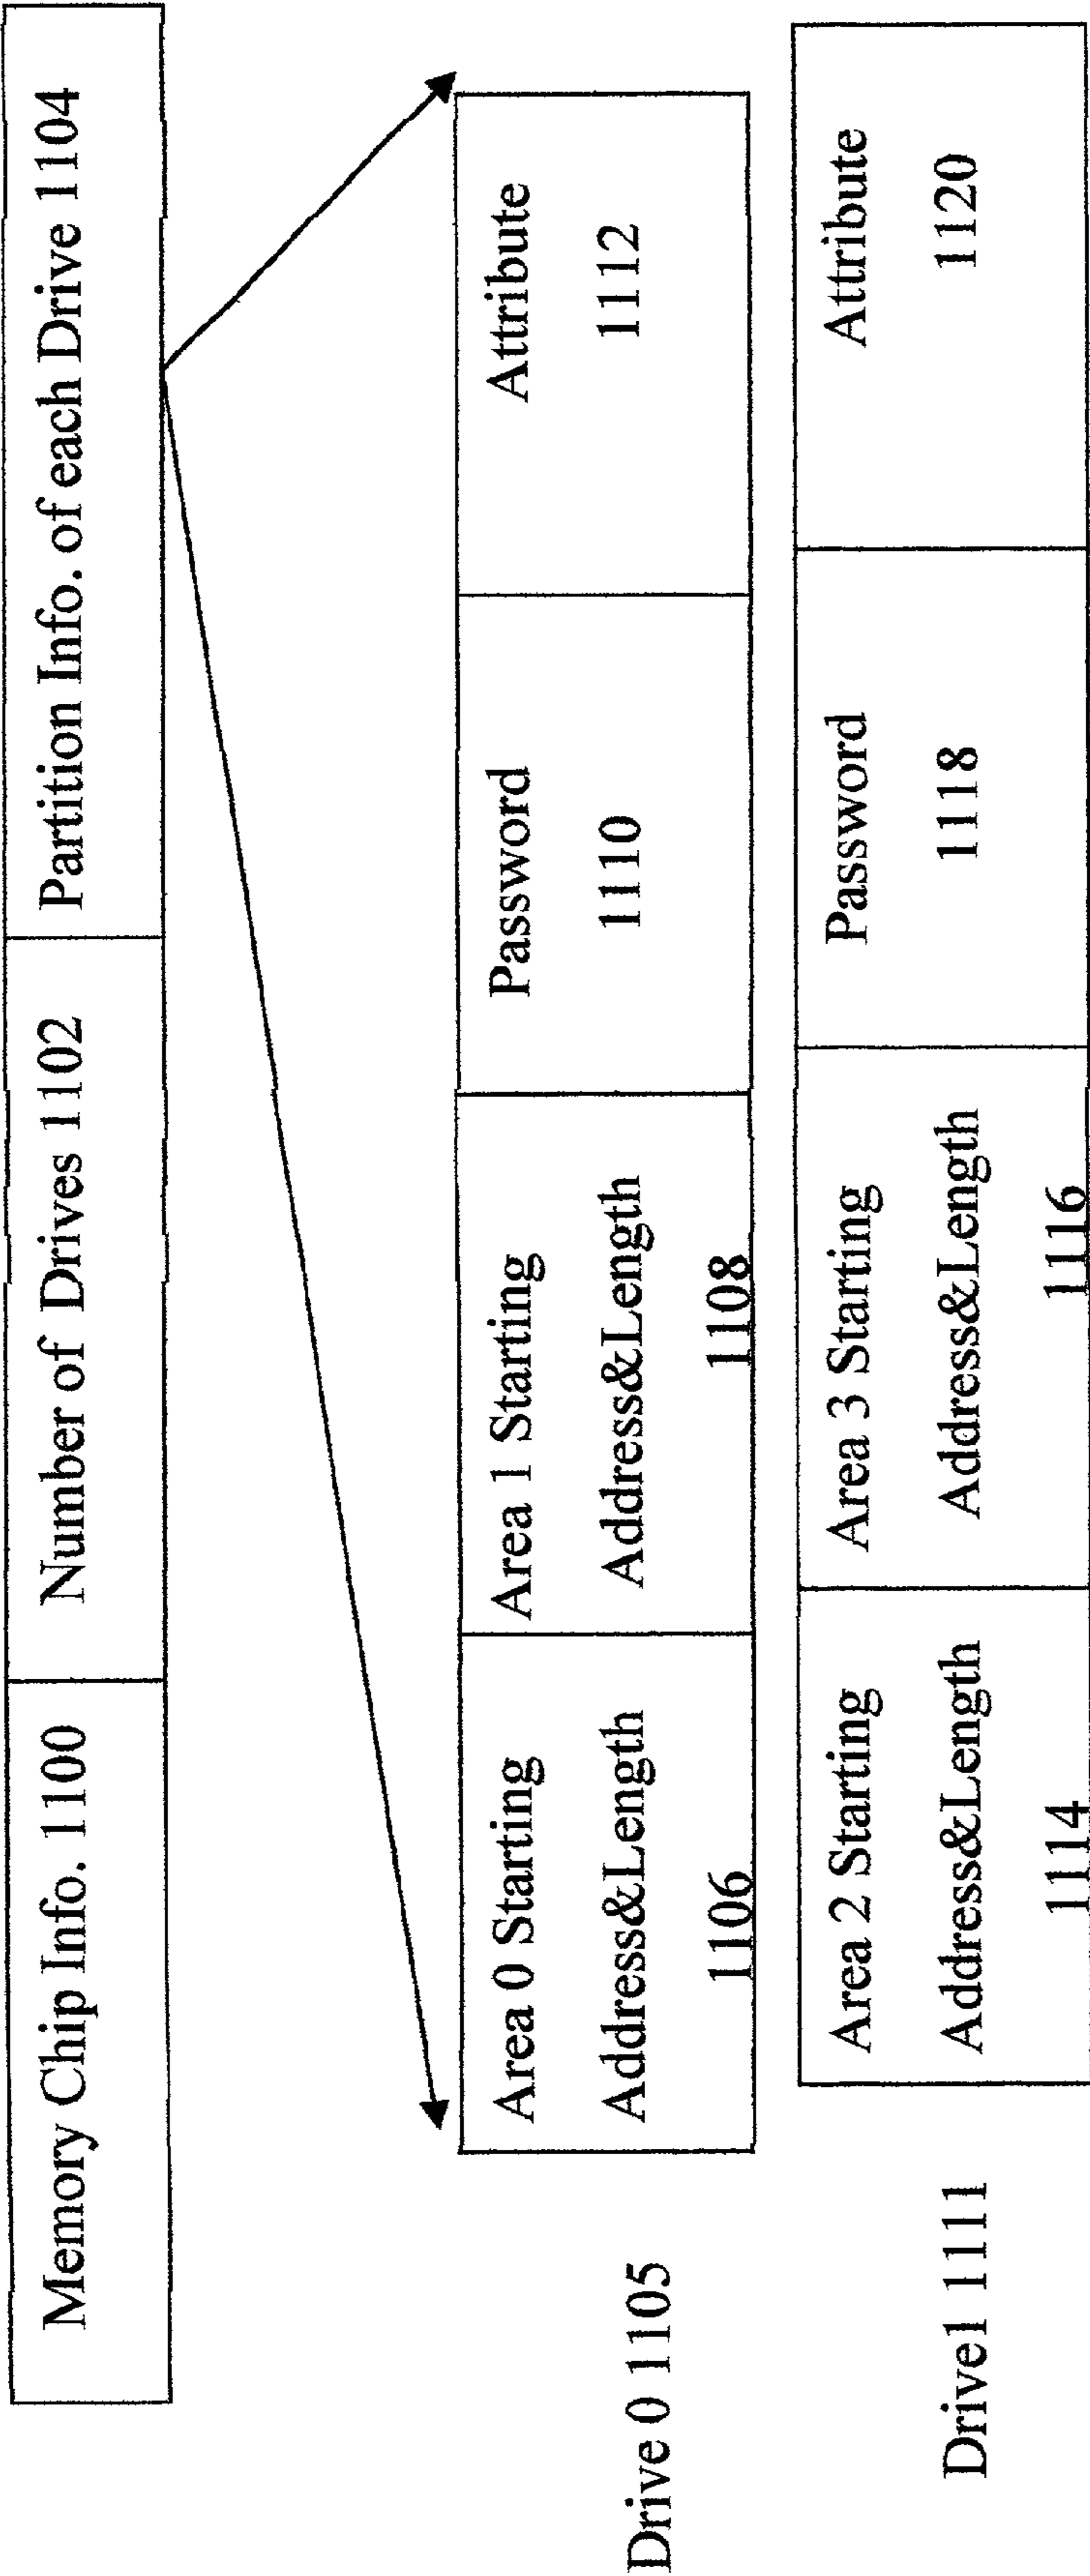 Memory Chip Info. 1100
Number of Drives 1102
Partition Info. of each Drive 1104
Drive 0 1105
Area 0 Starting
Address&Length
1106
Area 1 Starting
Address&Length
1108
Password
1110
Attribute
1112
Drive1 1111
Area 2 Starting
Address&Length
1114
Area 3 Starting
Address&Length
1116
Password
1118
Attribute
1120